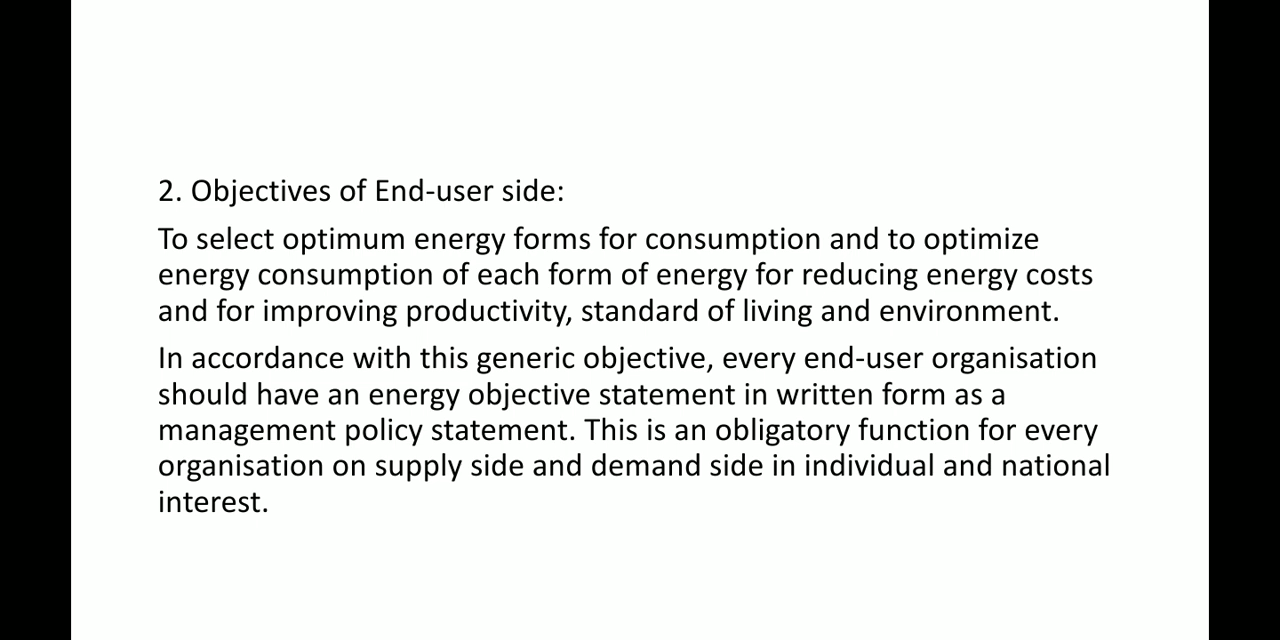 2. Objectives of End-user side:
To select optimum energy forms for consumption and to optimize
energy consumption of each form of energy for reducing energy costs
and for improving productivity, standard of living and environment.
In accordance with this generic objective, every end-user organisation
should have an energy objective statement in written form as a
management policy statement. This is an obligatory function for every
organisation on supply side and demand side in individual and national
interest.